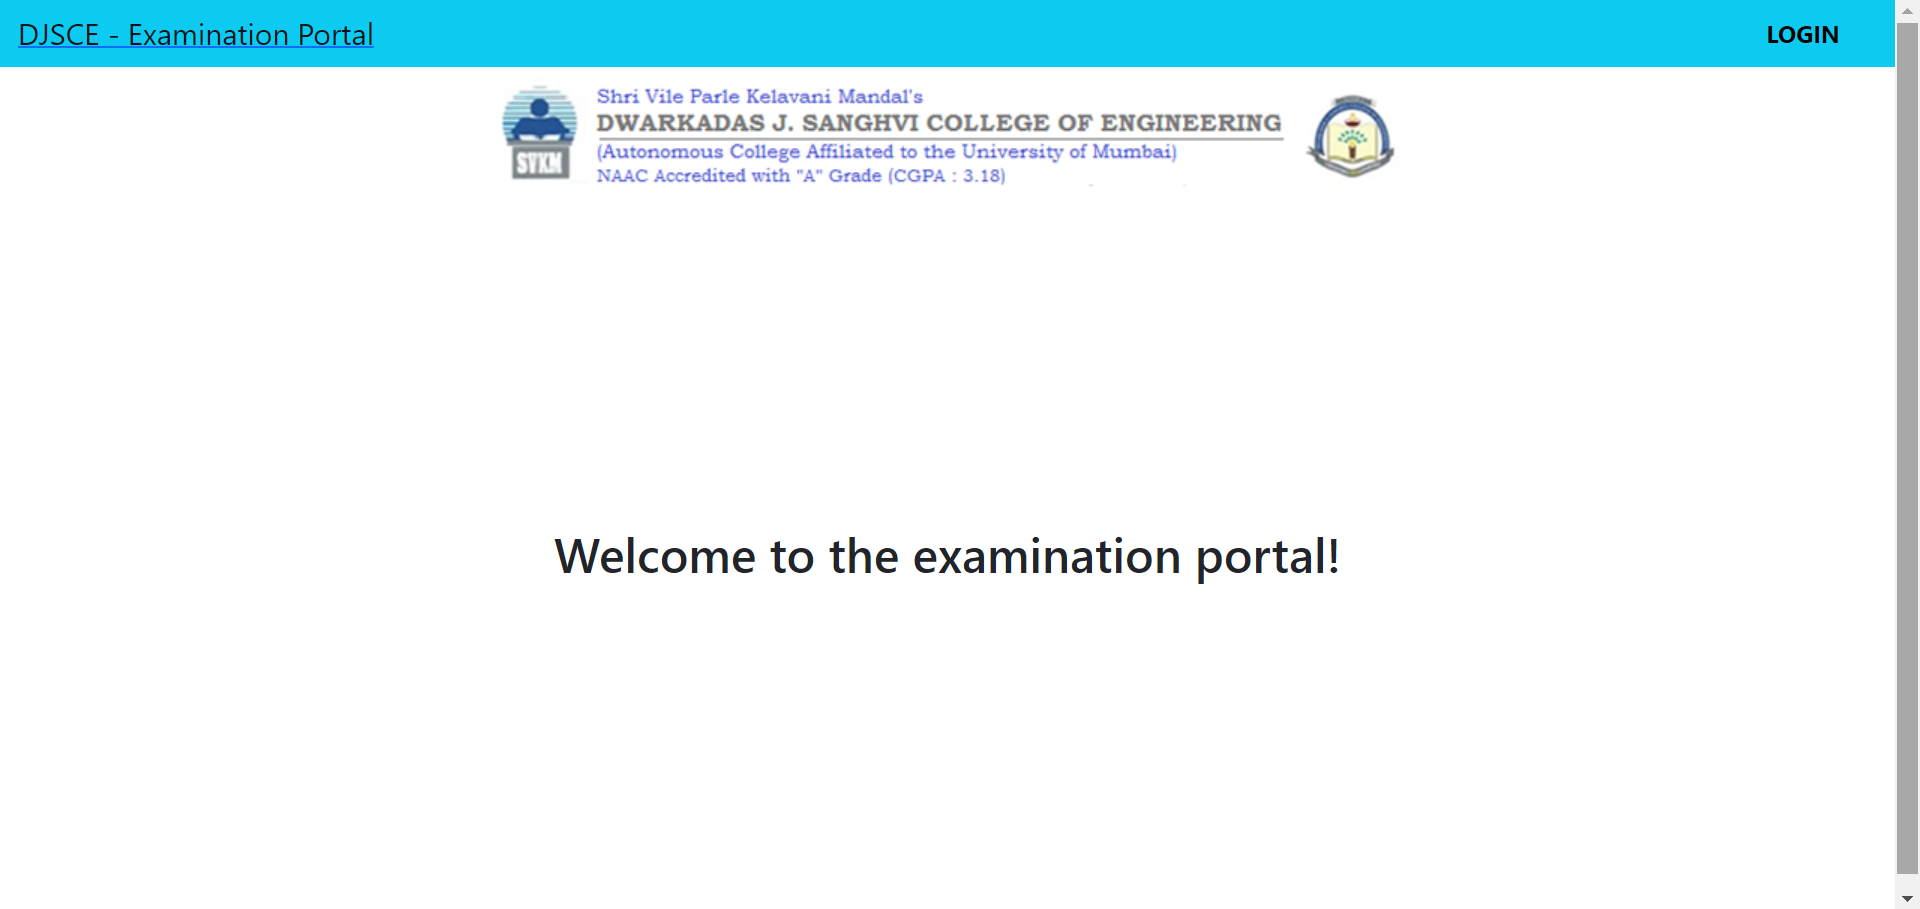 DJSCE - Examination Portal
LOGIN
Shri Vile Parle Kelavani Mandal's
DWARKADAS J. SANGHVI COLLEGE OF ENGINEERING
(Autonomous College Affiliated to the University of Mumbai)
NAAC Accredited with "A" Grade (CGPA : 3.18)
SVKM
Welcome to the examination portal!